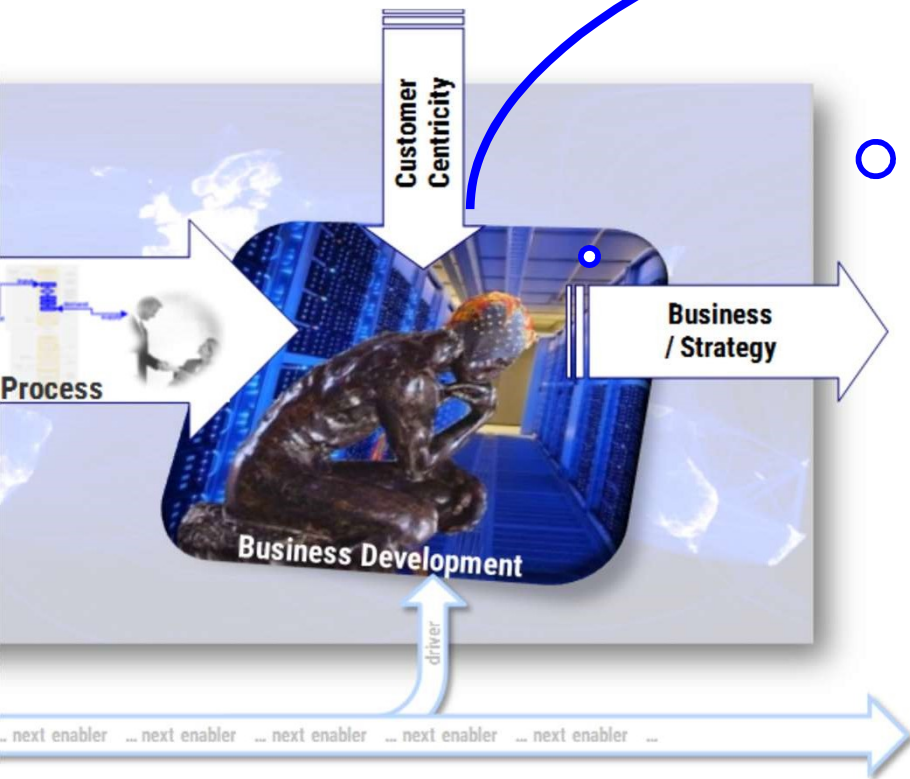 Customer
Centricity
Business
/ Strategy
Process
Business Development
driver
... next enabler ... next enabler ... next enabler ... next enabler ... next enabler ...